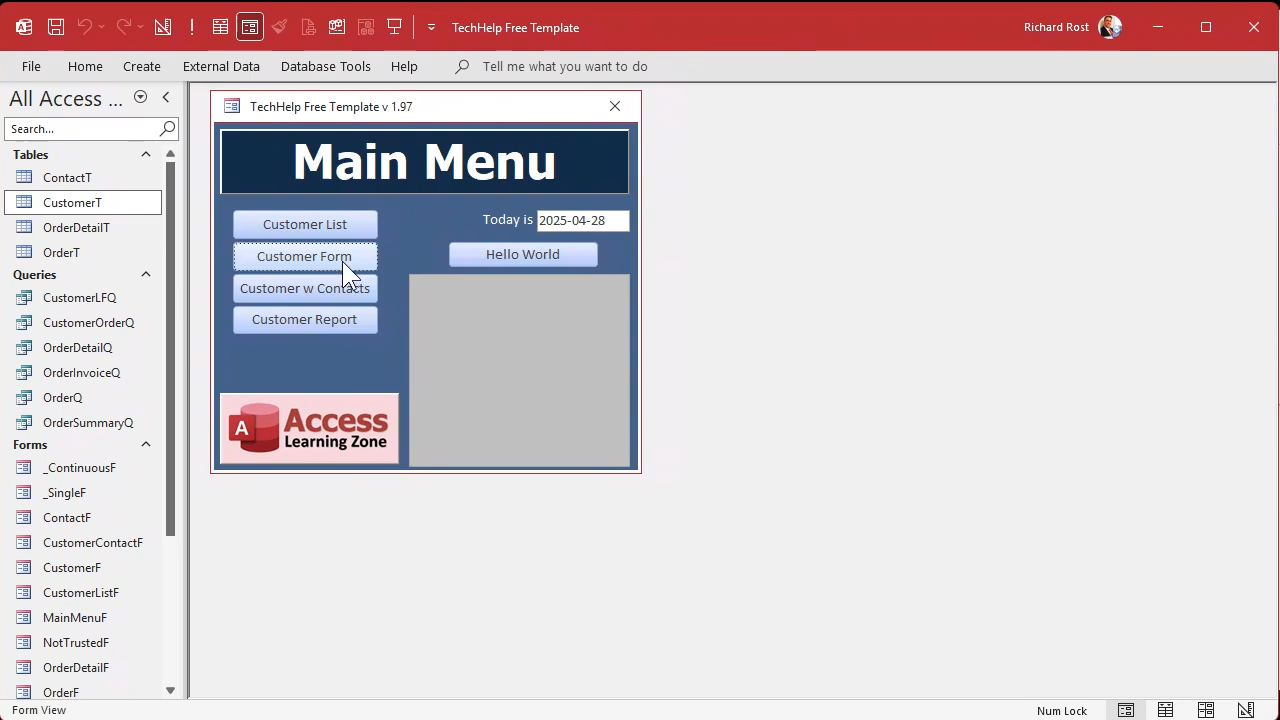 TechHelp Free Template
Richard Rost
File Home Create External Data Database Tools Help Tell me what you want to do
All Access ...
Search...
Tables
ContactT
CustomerT
OrderDetailT
OrderT
Queries
CustomerLFQ
CustomerOrderQ
OrderDetailQ
OrderInvoiceQ
OrderQ
OrderSummaryQ
Forms
_ContinuousF
_SingleF
ContactF
CustomerContactF
CustomerF
CustomerListF
MainMenuF
NotTrustedF
OrderDetailF
OrderF
TechHelp Free Template v 1.97
Main Menu
Customer List
Customer Form
Customer w Contacts
Customer Report
Today is 2025-04-28
Hello World
A Access
Learning Zone
Form View
Num Lock